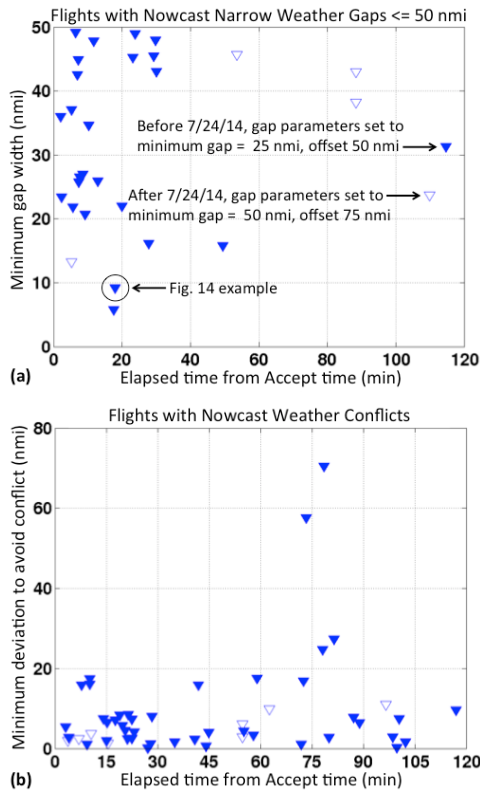 Flights with Nowcast Narrow Weather Gaps <= 50 nmi
50
40
30
20
10
0
Minimum gap width (nmi)
Before 7/24/14, gap parameters set to
minimum gap = 25 nmi, offset 50 nmi
After 7/24/14, gap parameters set to
minimum gap = 50 nmi, offset 75 nmi
Fig. 14 example
0 20 40 60 80 100 120
Elapsed time from Accept time (min)
(a)
Flights with Nowcast Weather Conflicts
80
60
40
20
0
Minimum deviation to avoid conflict (nmi)
0 15 30 45 60 75 90 105 120
Elapsed time from Accept time (min)
(b)